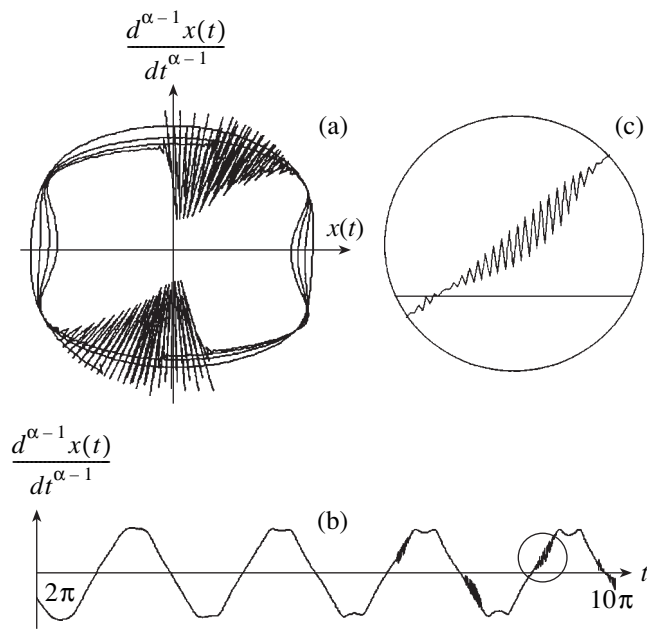 d^{α – 1} x(t)
dt^{α – 1}
(a)
(c)
x(t)
d^{α – 1} x(t)
dt^{α – 1}
(b)
t
2π
10π